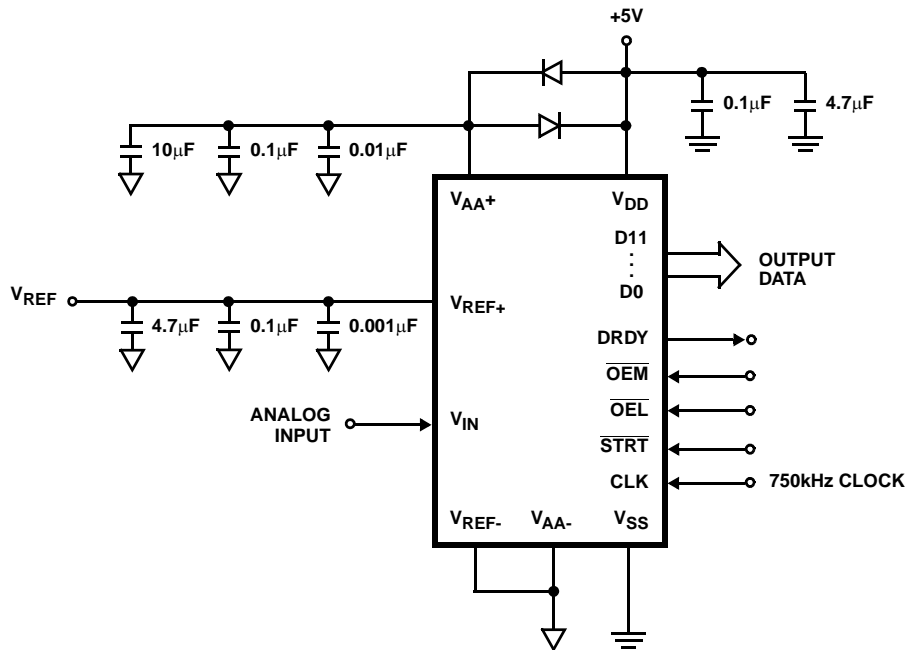 +5V
0.1μF
4.7μF
10μF
0.1μF
0.01μF
VAA+
VDD
D11
D0
OUTPUT
DATA
VREF
VREF+
4.7μF
0.1μF
0.001μF
DRDY
OEM
OEL
ANALOG
INPUT
VIN
STRT
CLK
750kHz CLOCK
VREF-
VAA-
VSS